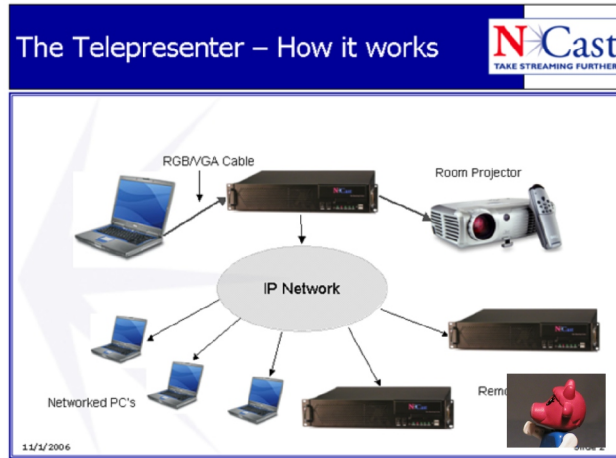 The Telepresenter – How it works
N Cast
TAKE STREAMING FURTHER
RGB/VGA Cable
Room Projector
IP Network
Networked PC's
11/1/2006